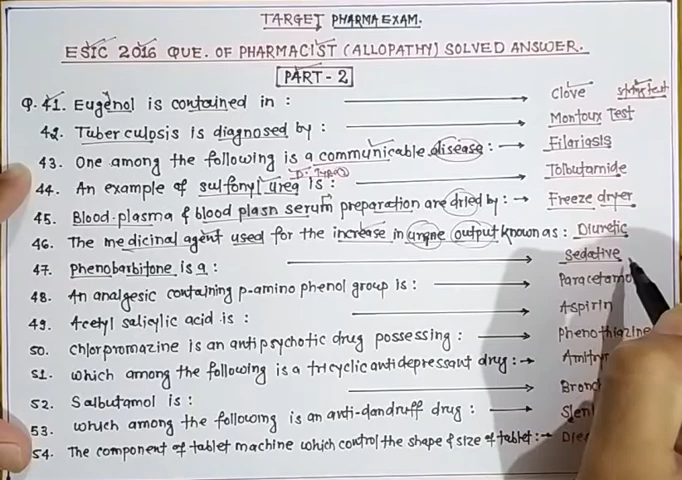 TARGET PHARMA EXAM.
ESIC 2016 QUE. OF PHARMACIST (ALLOPATHY) SOLVED ANSWER.
PART-2
Q. 41. Eugenol is contained in : → Clove
42. Tuberculosis is diagnosed by : → Montoux Test
43. One among the following is a communicable disease : → Filariasis
44. An example of sulfonyl urea is : → Tolbutamide
45. Blood plasma & blood plasn serum preparation are dried by : → Freeze dryer
46. The medicinal agent used for the increase in urine output known as : Diuretic
47. Phenobarbitone is a : → Sedative
48. An analgesic containing p-amino phenol group is : → Paracetamo
49. Acetyl salicylic acid is : → Aspirin
50. Chlorpromazine is an antipsychotic drug possessing : → Phenothiazine
51. which among the following is a tricyclic antidepressant drug : → Amitry
52. Salbutamol is : → Bronc
53. which among the following is an anti-dandruff drug : →
54. The component of tablet machine which control the shape & size of tablet : →